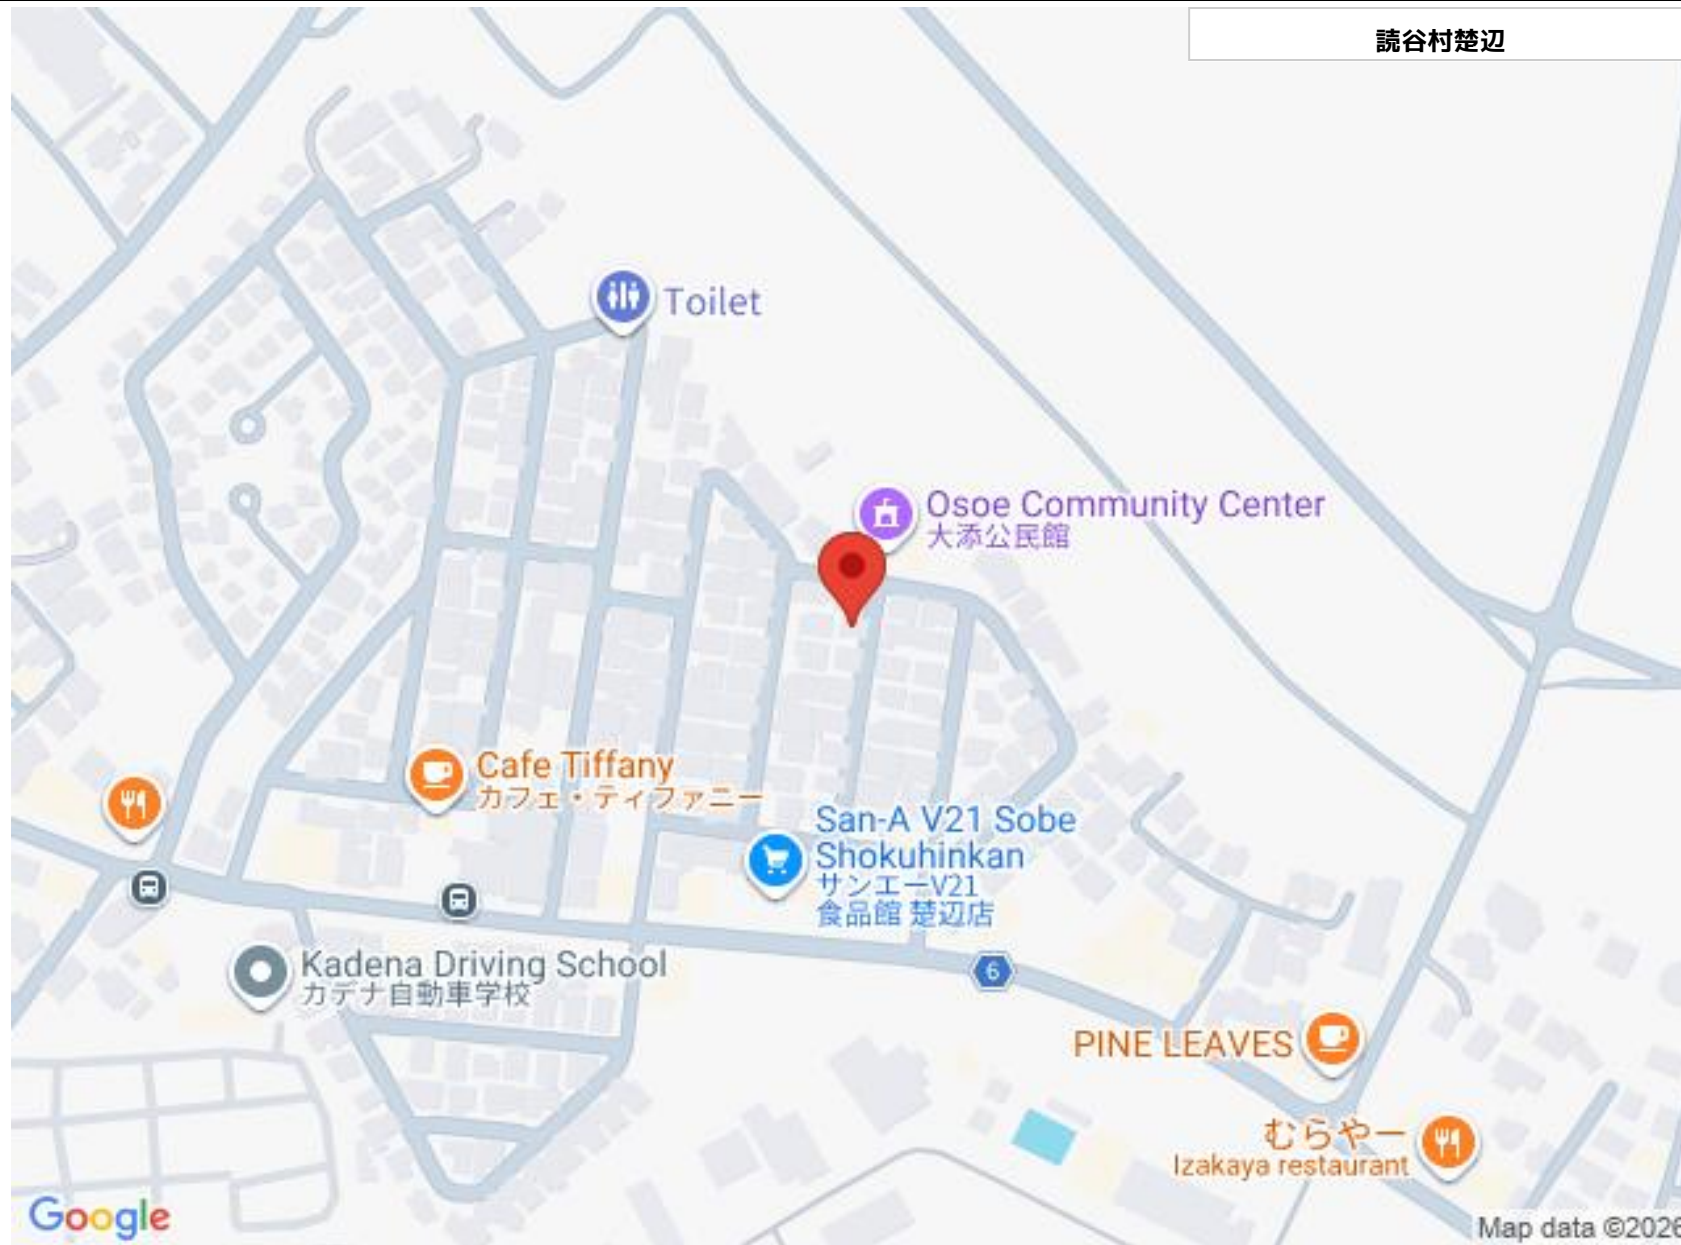 読谷村楚辺
Toilet
Osoe Community Center
大添公民館
Cafe Tiffany
カフェ・ティファニー
San-A V21 Sobe
Shokuhinkan
サンエーV21
食品館 楚辺店
Kadena Driving School
カデナ自動車学校
6
PINE LEAVES
むらやー
Izakaya restaurant
Google
Map data ©2026